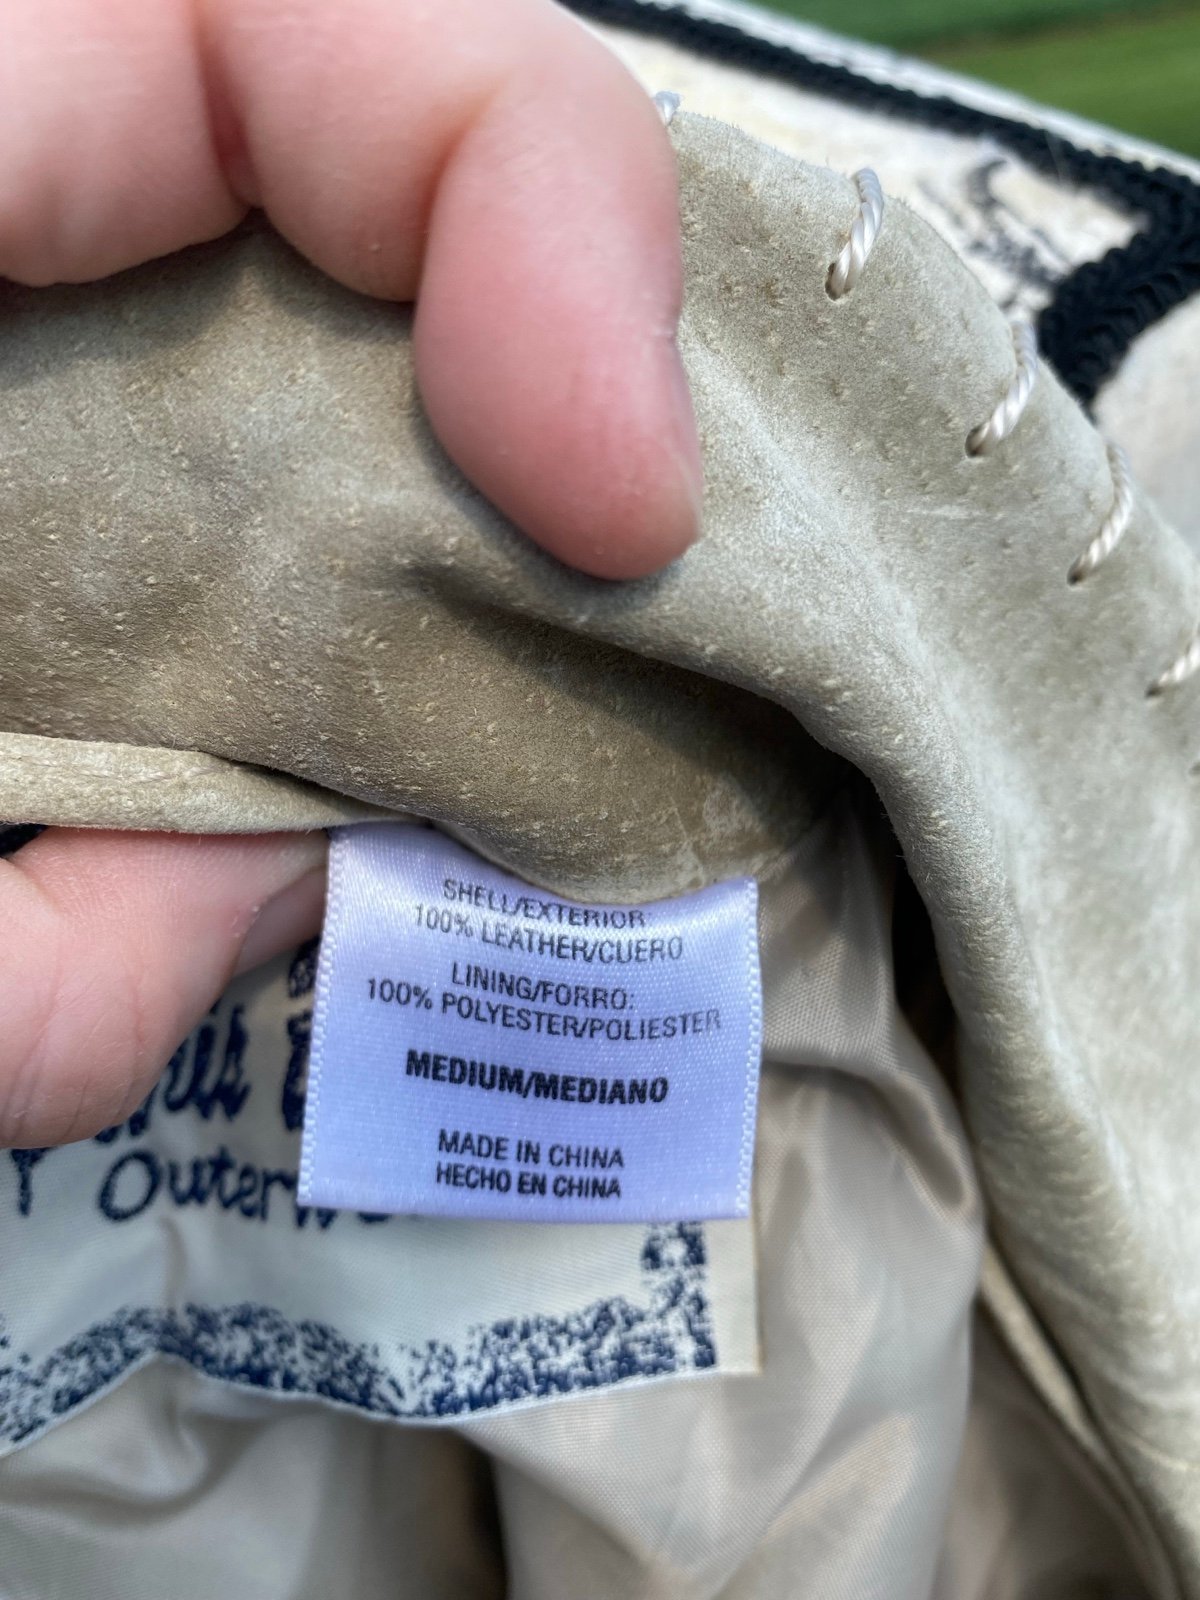 SHELL/EXTERIOR:
100% LEATHER/CUERO
LINING/FORRO:
100% POLYESTER/POLIESTER
MEDIUM/MEDIANO
MADE IN CHINA
HECHO EN CHINA